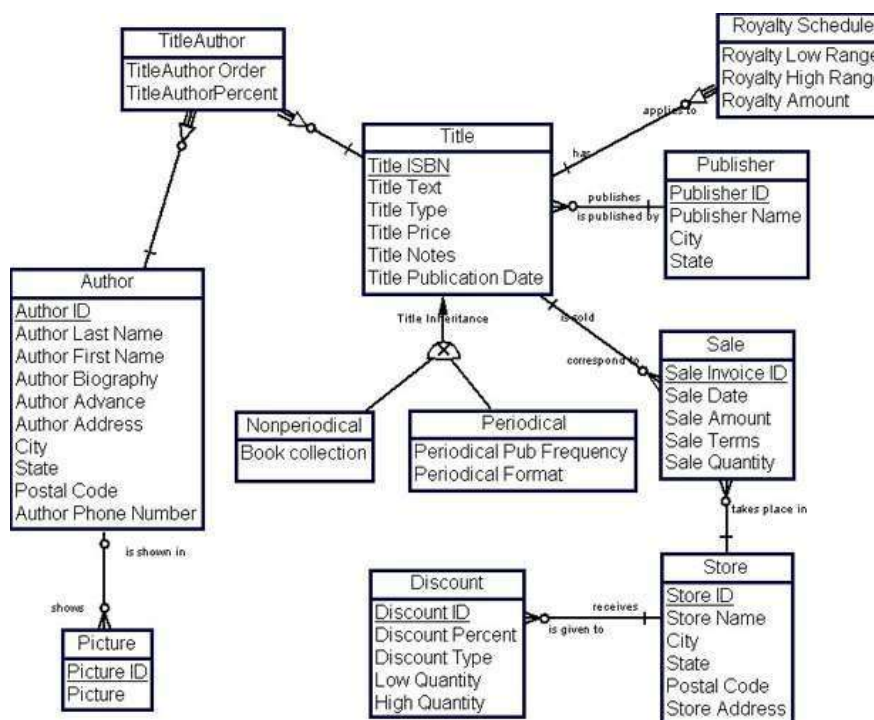 TitleAuthor
TitleAuthor Order
TitleAuthorPercent
Royalty Schedule
Royalty Low Range
Royalty High Range
Royalty Amount
applies to
has
Title
Title ISBN
Title Text
Title Type
Title Price
Title Notes
Title Publication Date
Publisher
Publisher ID
Publisher Name
City
State
publishes
is published by
Author
Author ID
Author Last Name
Author First Name
Author Biography
Author Advance
Author Address
City
State
Postal Code
Author Phone Number
Title Inheritance
is sold
correspond to
Nonperiodical
Book collection
Periodical
Periodical Pub Frequency
Periodical Format
Sale
Sale Invoice ID
Sale Date
Sale Amount
Sale Terms
Sale Quantity
takes place in
is shown in
shows
Picture
Picture ID
Picture
Discount
Discount ID
Discount Percent
Discount Type
Low Quantity
High Quantity
receives
is given to
Store
Store ID
Store Name
City
State
Postal Code
Store Address